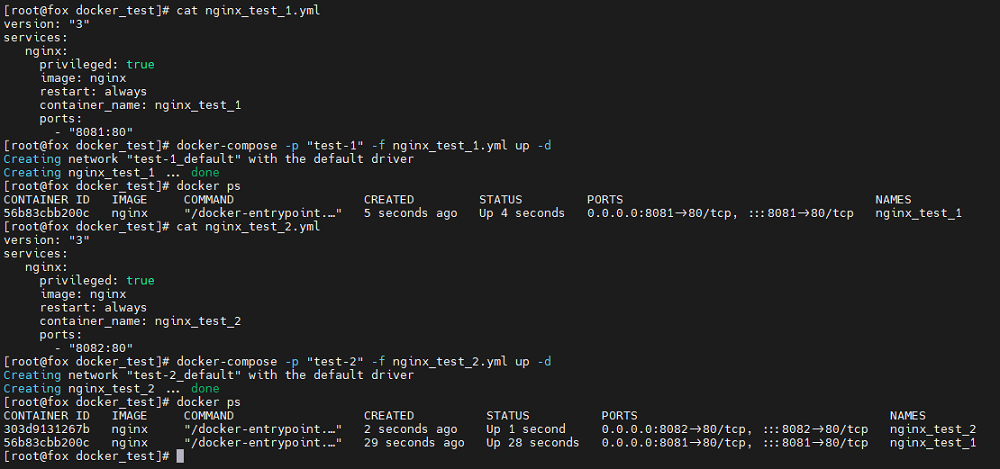 [root@fox docker_test]# cat nginx_test_1.yml
version: "3"
services:
   nginx:
     privileged: true
     image: nginx
     restart: always
     container_name: nginx_test_1
     ports:
       - "8081:80"
[root@fox docker_test]# docker-compose -p "test-1" -f nginx_test_1.yml up -d
Creating network "test-1_default" with the default driver
Creating nginx_test_1 ... done
[root@fox docker_test]# docker ps
CONTAINER ID   IMAGE     COMMAND                  CREATED         STATUS         PORTS                                   NAMES
56b83cbb200c   nginx     "/docker-entrypoint.…"   5 seconds ago   Up 4 seconds   0.0.0.0:8081->80/tcp, :::8081->80/tcp   nginx_test_1
[root@fox docker_test]# cat nginx_test_2.yml
version: "3"
services:
   nginx:
     privileged: true
     image: nginx
     restart: always
     container_name: nginx_test_2
     ports:
       - "8082:80"
[root@fox docker_test]# docker-compose -p "test-2" -f nginx_test_2.yml up -d
Creating network "test-2_default" with the default driver
Creating nginx_test_2 ... done
[root@fox docker_test]# docker ps
CONTAINER ID   IMAGE     COMMAND                  CREATED          STATUS          PORTS                                   NAMES
303d9131267b   nginx     "/docker-entrypoint.…"   2 seconds ago    Up 1 second     0.0.0.0:8082->80/tcp, :::8082->80/tcp   nginx_test_2
56b83cbb200c   nginx     "/docker-entrypoint.…"   29 seconds ago   Up 28 seconds   0.0.0.0:8081->80/tcp, :::8081->80/tcp   nginx_test_1
[root@fox docker_test]#